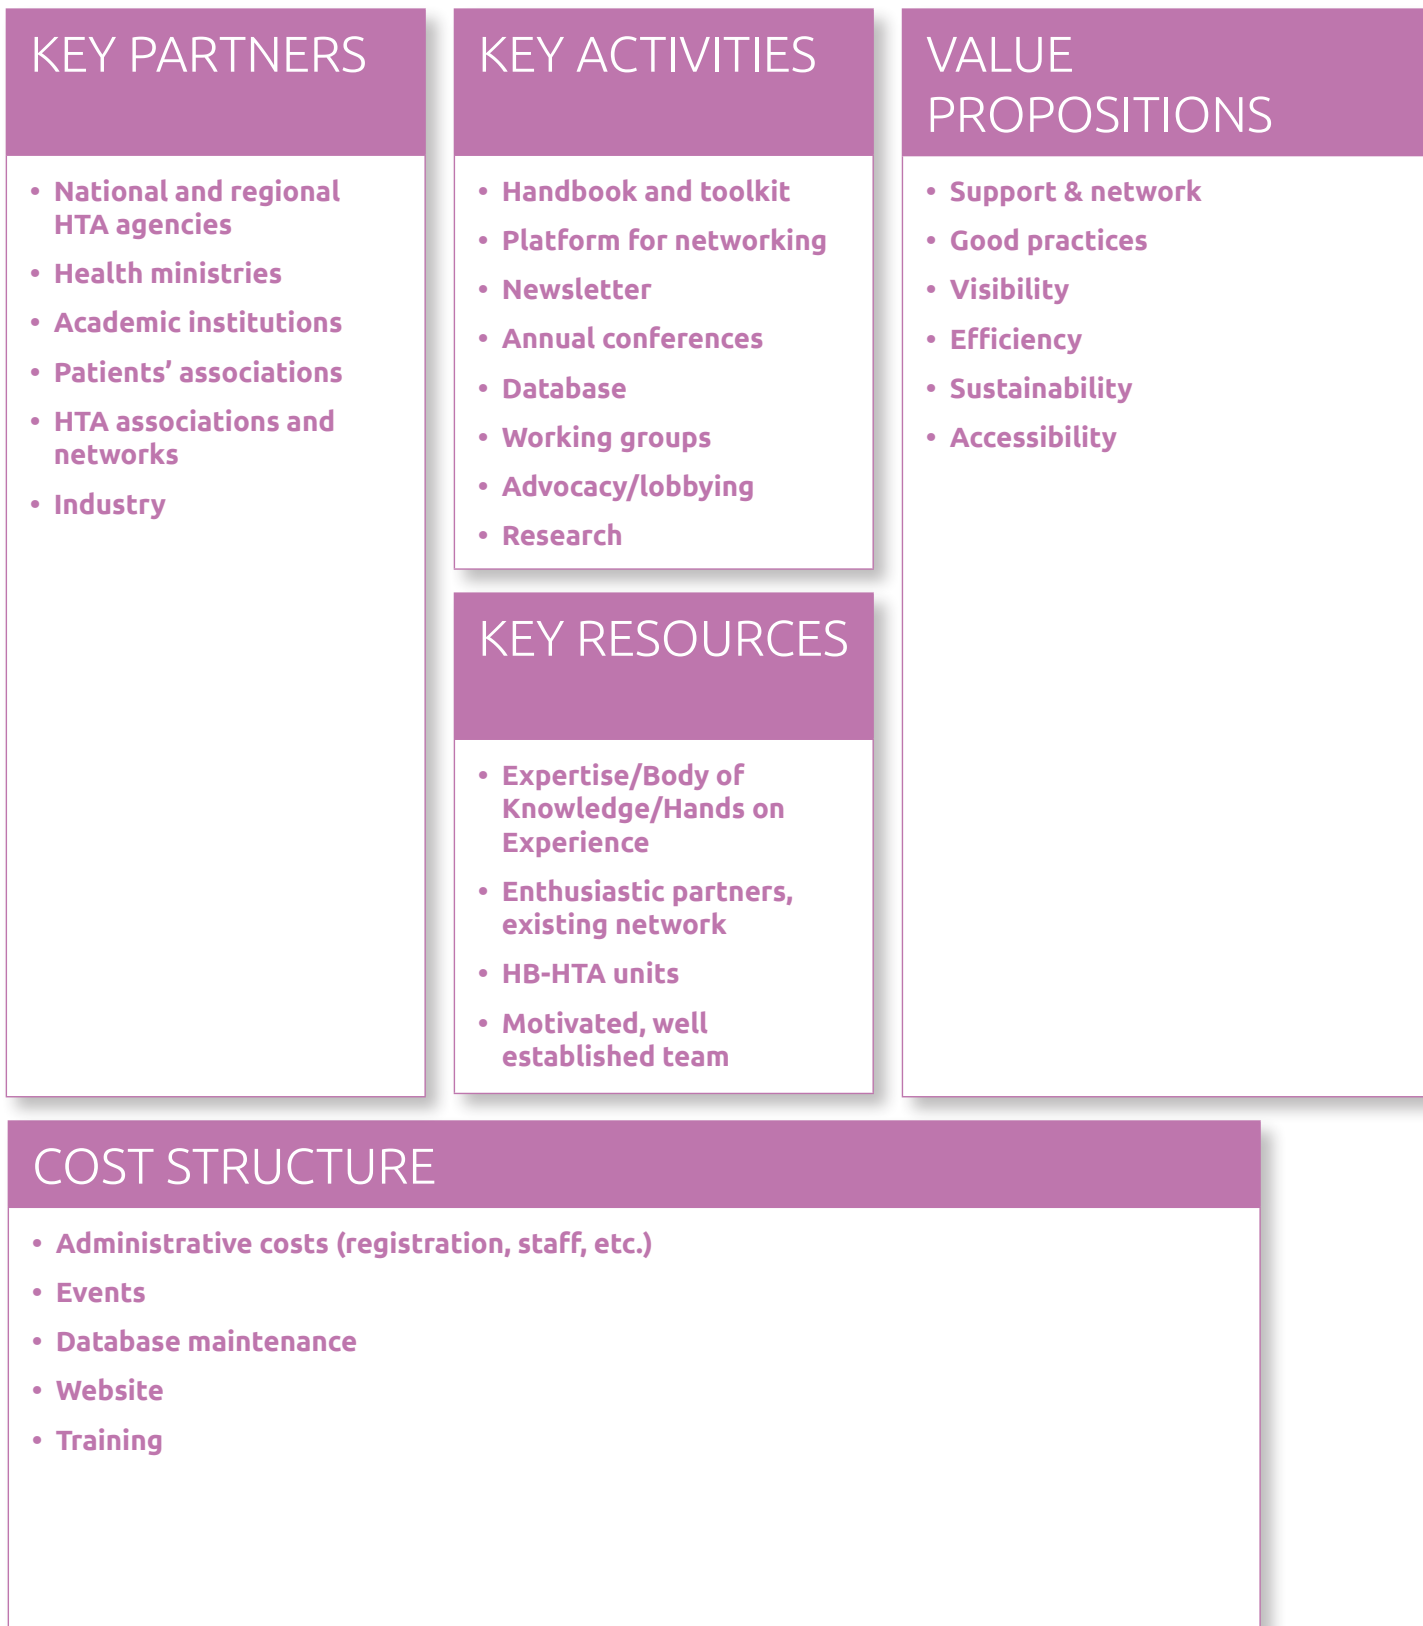 KEY PARTNERS
• National and regional
HTA agencies
• Health ministries
• Academic institutions
• Patients’ associations
• HTA associations and
networks
• Industry
KEY ACTIVITIES
• Handbook and toolkit
• Platform for networking
• Newsletter
• Annual conferences
• Database
• Working groups
• Advocacy/lobbying
• Research
KEY RESOURCES
• Expertise/Body of
Knowledge/Hands on
Experience
• Enthusiastic partners,
existing network
• HB-HTA units
• Motivated, well
established team
VALUE
PROPOSITIONS
• Support & network
• Good practices
• Visibility
• Efficiency
• Sustainability
• Accessibility
COST STRUCTURE
• Administrative costs (registration, staff, etc.)
• Events
• Database maintenance
• Website
• Training